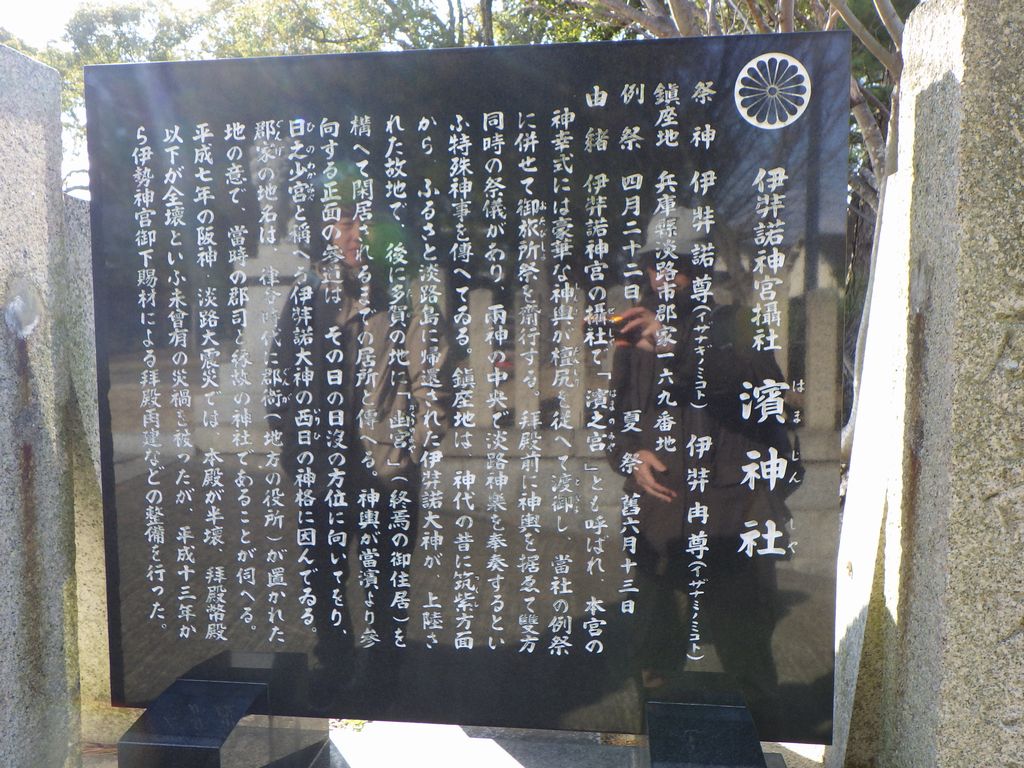 伊弉諾神宮攝社 濱神社
はまじんしや
祭神 伊弉諾尊(イザナギノミコト) 伊弉冉尊(イザナミノミコト)
鎮座地 兵庫縣淡路市郡家一六九番地
例祭 四月二十二日 夏祭 舊六月十三日
由緒 伊弉諾神宮の攝社で「濱之宮」とも呼ばれ、本宮の
神幸式には豪華な神輿が檀尻を従へて渡御し、當社の例祭
に併せて御旅所祭を齋行する。拜殿前に神輿を据ゑて雙方
同時の祭儀があり、兩神の中央で淡路神樂を奉奏するとい
ふ特殊神事を傳へてゐる。鎮座地は、神代の昔に筑紫方面
から ふるさと淡路島に帰還された伊弉諾大神が、上陸さ
れた故地で、後に多賀の地に「幽宮」(終焉の御住居)を
構へて閑居されるまでの居所と傳へる。神輿が當濱より参
向する正面の參道は、その日の日没の方位に向いてをり、
日之少宮と稱へる伊弉諾大神の西日の神格に因んでゐる。
郡家の地名は、律令時代に郡衙(地方の役所)が置かれた
地の意で、當時の郡司と縁故の神社であることが伺へる。
平成七年の阪神 淡路大震災では、本殿が半壊、拜殿幣殿
以下が全壊といふ未曾有の災禍を被つたが、平成十三年か
ら伊勢神宮御下賜材による拜殿再建などの整備を行った。